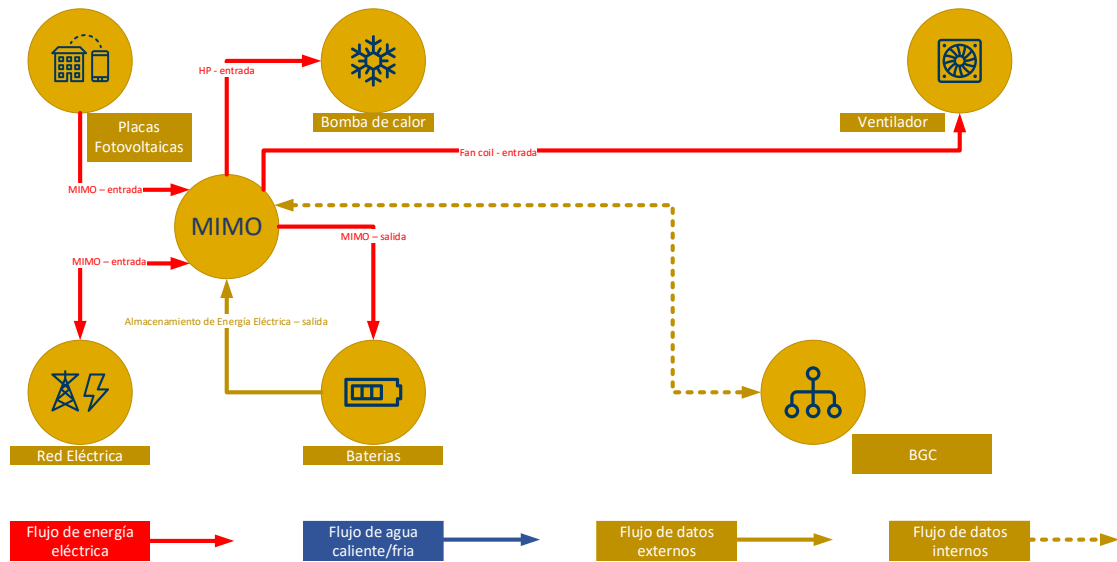 HP - entrada
Bomba de calor
Ventilador
Placas
Fotovoltaicas
Fan coil - entrada
MIMO – entrada
MIMO
MIMO – salida
MIMO – entrada
Almacenamiento de Energía Eléctrica – salida
Red Eléctrica
Baterias
BGC
Flujo de energía
eléctrica
Flujo de agua
caliente/fria
Flujo de datos
externos
Flujo de datos
internos